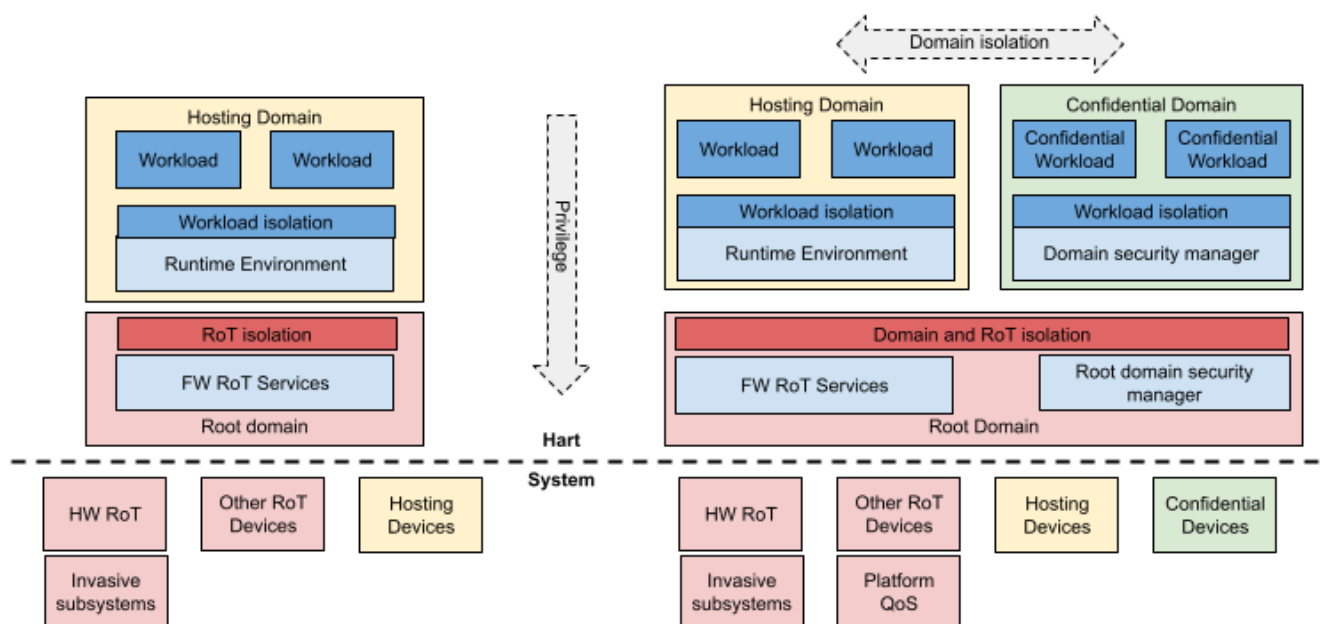 Domain isolation
Hosting Domain
Workload
Workload
Workload isolation
Runtime Environment
RoT isolation
FW RoT Services
Root domain
Privilege
Hosting Domain
Workload
Workload
Workload isolation
Runtime Environment
Confidential Domain
Confidential
Workload
Confidential
Workload
Workload isolation
Domain security manager
Domain and RoT isolation
FW RoT Services
Root domain security
manager
Root Domain
Hart
System
HW RoT
Other RoT
Devices
Hosting
Devices
Invasive
subsystems
HW RoT
Other RoT
Devices
Hosting
Devices
Confidential
Devices
Invasive
subsystems
Platform
QoS